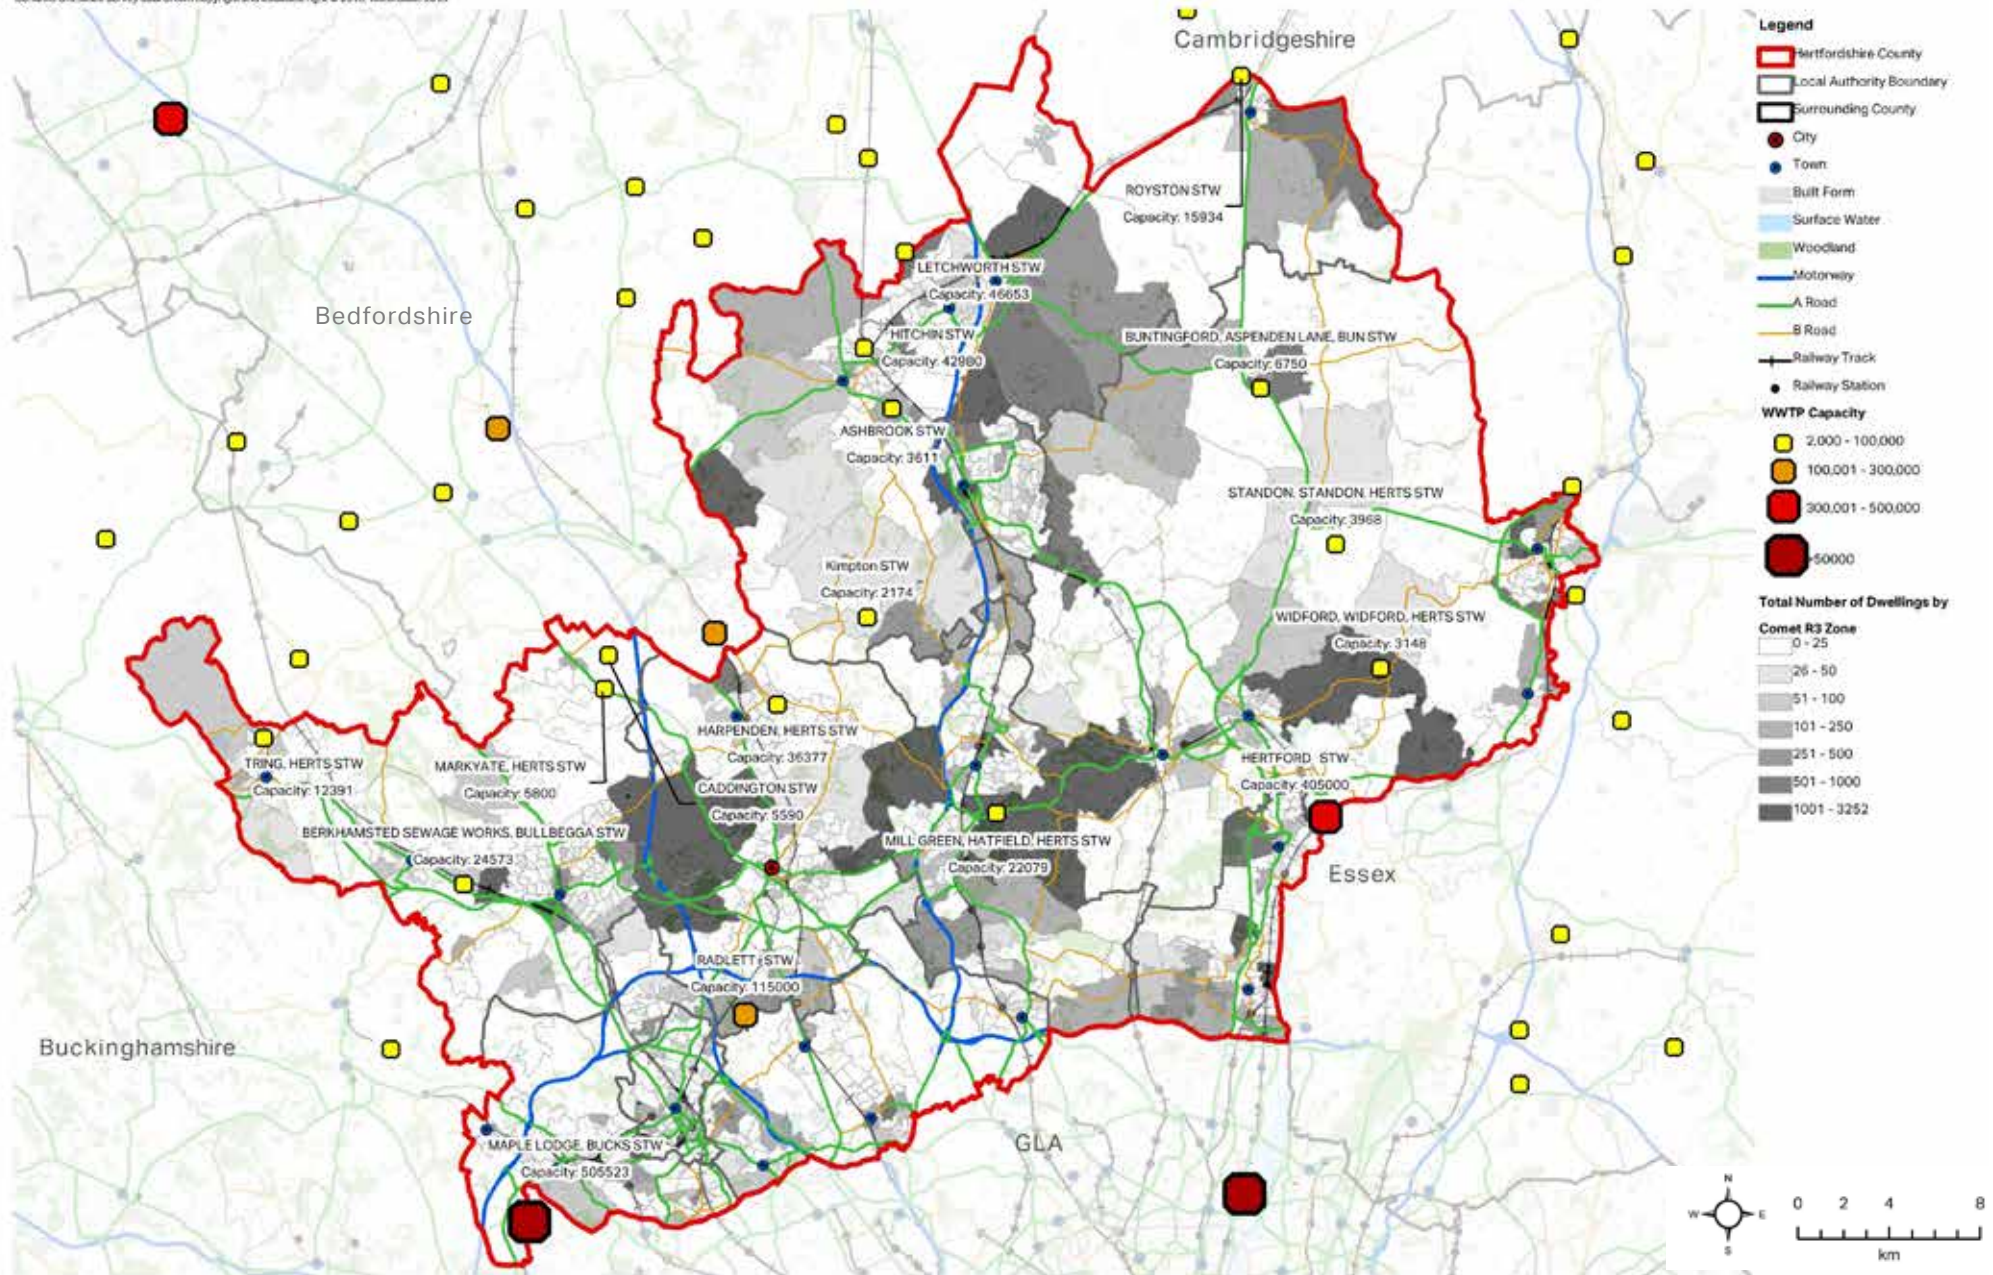 Cambridgeshire
ROYSTON STW
Capacity: 15934
LETCHWORTH STW
Capacity: 46653
Bedfordshire
HITCHIN STW
Capacity: 42980
BUNTINGFORD, ASPENDEN LANE, BUN STW
Capacity: 6750
ASHBROOK STW
Capacity: 3611
STANDON, STANDON, HERTS STW
Capacity: 3968
Kimpton STW
Capacity: 2174
WIDFORD, WIDFORD, HERTS STW
Capacity: 3148
HARPENDEN, HERTS STW
Capacity: 36377
TRING, HERTS STW
Capacity: 12391
MARKYATE, HERTS STW
Capacity: 5800
CADDINGTON STW
Capacity: 5590
HERTFORD STW
Capacity: 405000
BERKHAMSTED SEWAGE WORKS, BULLBEGGA STW
Capacity: 24573
MILL GREEN, HATFIELD, HERTS STW
Capacity: 22079
Essex
RADLETT STW
Capacity: 115000
Buckinghamshire
GLA
MAPLE LODGE, BUCKS STW
Capacity: 505523
Legend
Hertfordshire County
Local Authority Boundary
Surrounding County
City
Town
Built Form
Surface Water
Woodland
Motorway
A Road
B Road
Railway Track
Railway Station
WWTP Capacity
2,000 - 100,000
100,001 - 300,000
300,001 - 500,000
50000
Total Number of Dwellings by
Comet R3 Zone
0 - 25
26 - 50
51 - 100
101 - 250
251 - 500
501 - 1000
1001 - 3252
N
W E
S
0 2 4 8
km